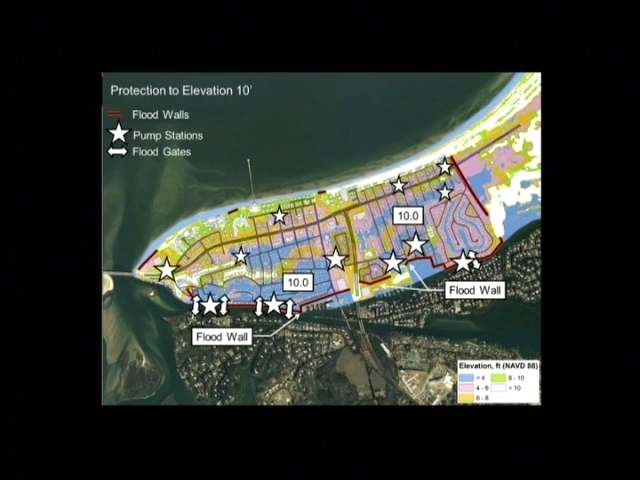 Protection to Elevation 10'
Flood Walls
Pump Stations
Flood Gates
10.0
10.0
Flood Wall
Flood Wall
Elevation, ft (NAVD 88)
< 4
8 - 10
4 - 6
> 10
6 - 8